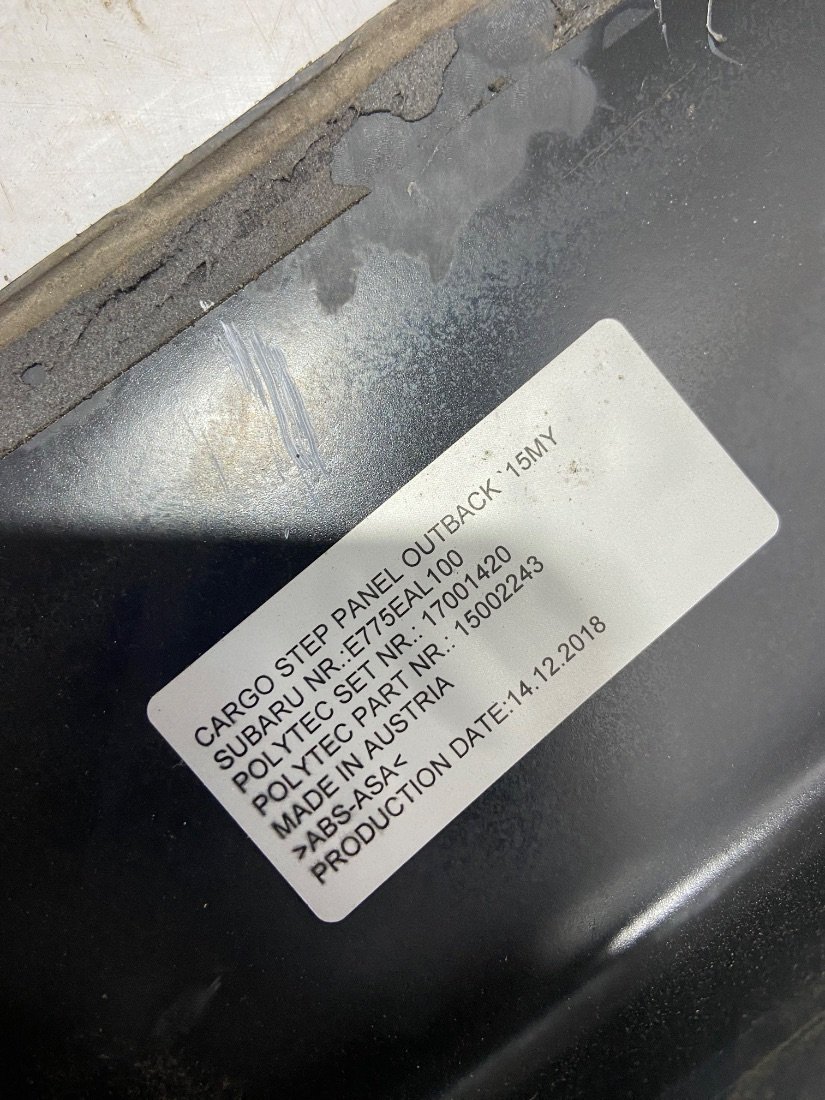 CARGO STEP PANEL OUTBACK `15MY
SUBARU NR.:E775EAL100
POLYTEC SET NR.: 17001420
POLYTEC PART NR.: 15002243
MADE IN AUSTRIA
>ABS-ASA<
PRODUCTION DATE:14.12.2018